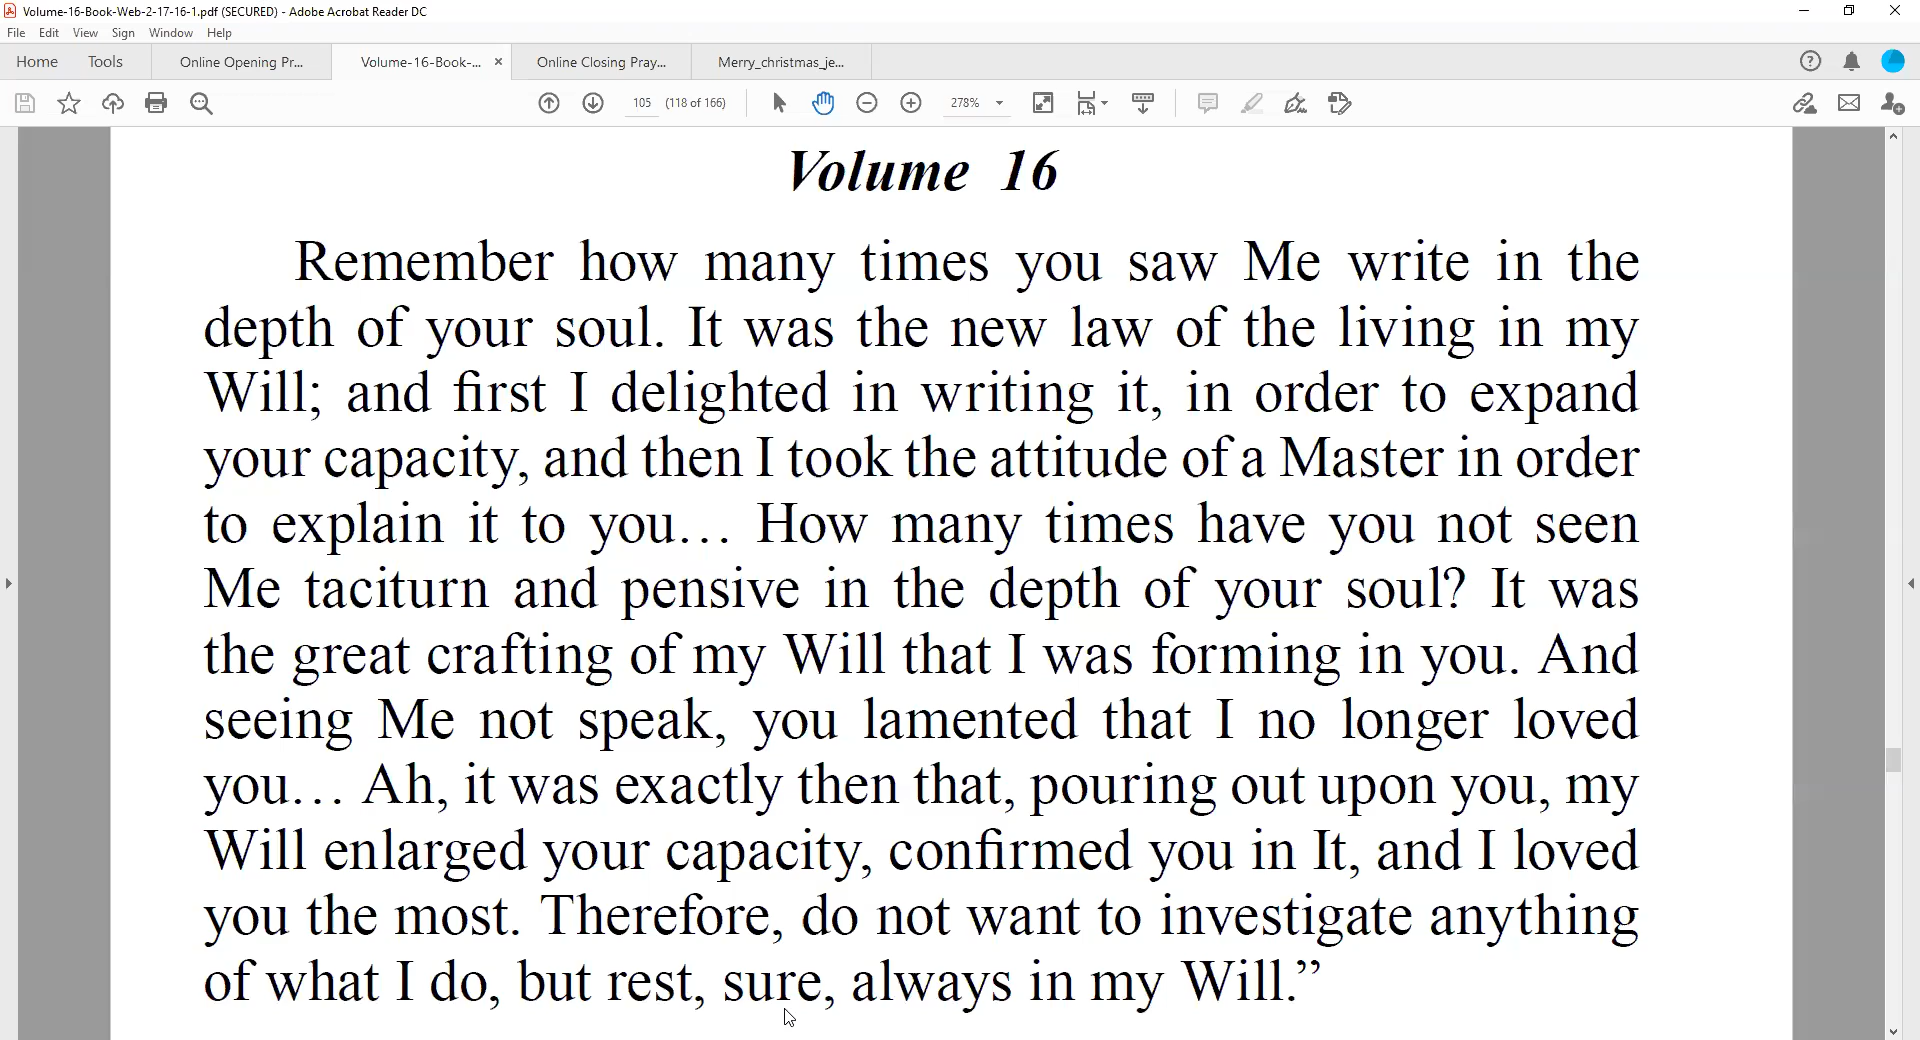 Volume-16-Book-Web-2-17-16-1.pdf (SECURED) - Adobe Acrobat Reader DC
File Edit View Sign Window Help
Home Tools Online Opening Pr... Volume-16-Book-... × Online Closing Pray... Merry_christmas_je...
105 (118 of 166) 278%
Volume 16
Remember how many times you saw Me write in the
depth of your soul. It was the new law of the living in my
Will; and first I delighted in writing it, in order to expand
your capacity, and then I took the attitude of a Master in order
to explain it to you… How many times have you not seen
Me taciturn and pensive in the depth of your soul? It was
the great crafting of my Will that I was forming in you. And
seeing Me not speak, you lamented that I no longer loved
you… Ah, it was exactly then that, pouring out upon you, my
Will enlarged your capacity, confirmed you in It, and I loved
you the most. Therefore, do not want to investigate anything
of what I do, but rest, sure, always in my Will.”